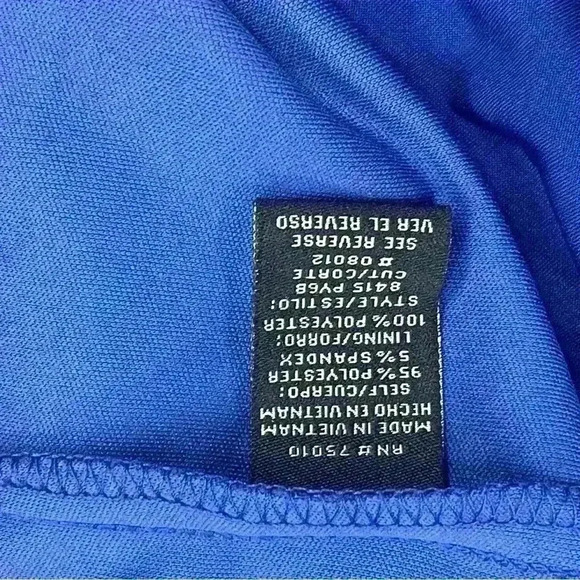 RN# 75010
MADE IN VIETNAM
HECHO EN VIETNAM
SELF/CUERPO:
95% POLYESTER
5% SPANDEX
LINING/FORRO:
100% POLYESTER
STYLE/ESTILO:
8415 PY6B
CUT/CORTE
# 08012
SEE REVERSE
VER EL REVERSO